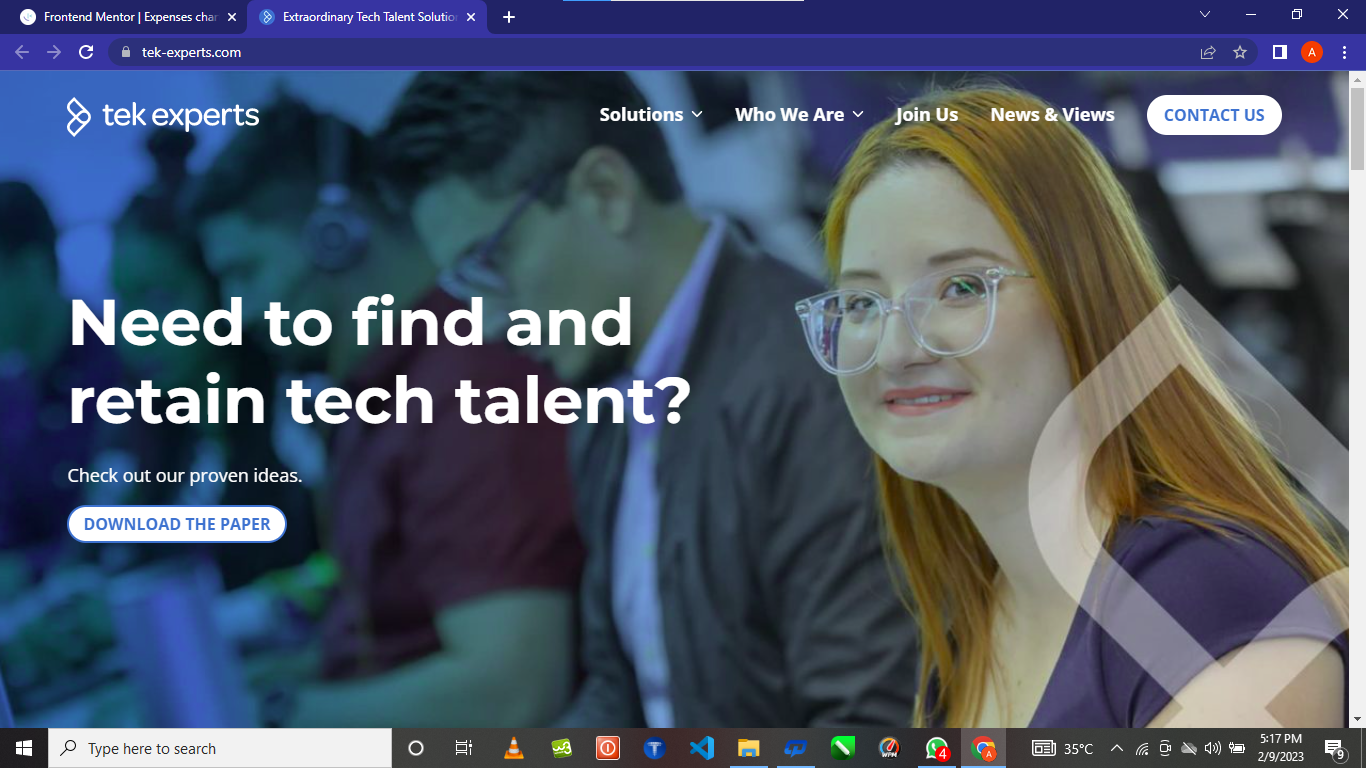 Frontend Mentor | Expenses char
Extraordinary Tech Talent Solution
tek-experts.com
A
tek experts
Solutions
Who We Are
Join Us
News & Views
CONTACT US
Need to find and
retain tech talent?
Check out our proven ideas.
DOWNLOAD THE PAPER
Type here to search
WPM
4
A
35°C
5:17 PM
2/9/2023
9